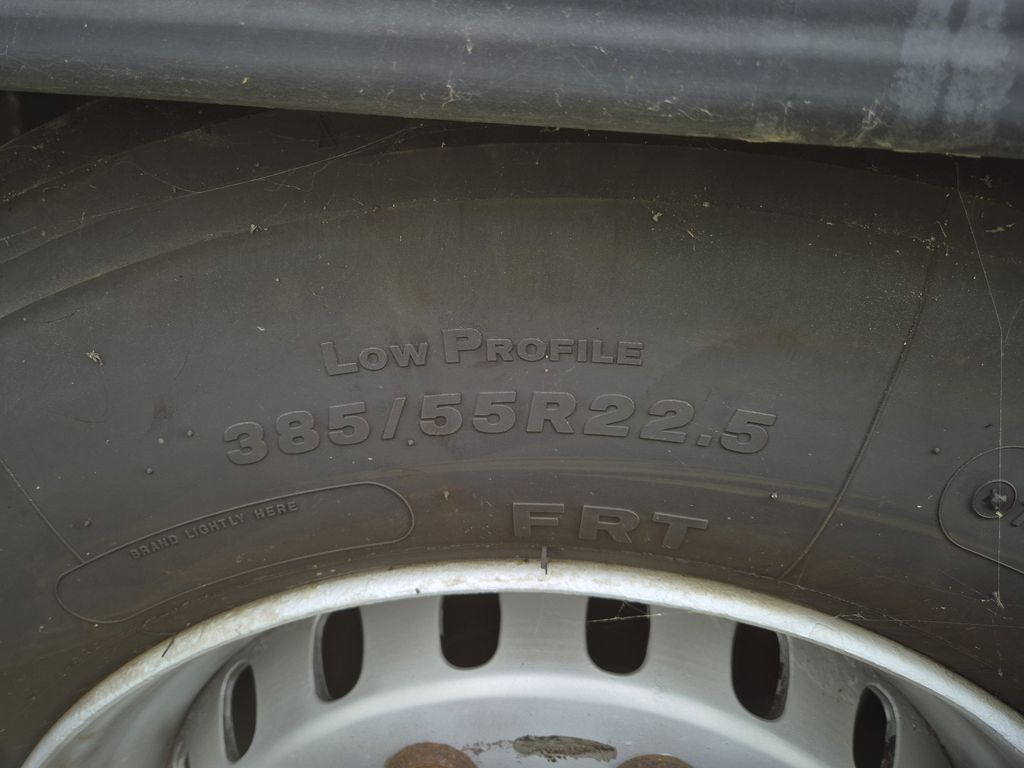 LOW PROFILE
385/55R22.5
BRAND LIGHTLY HERE
FRT